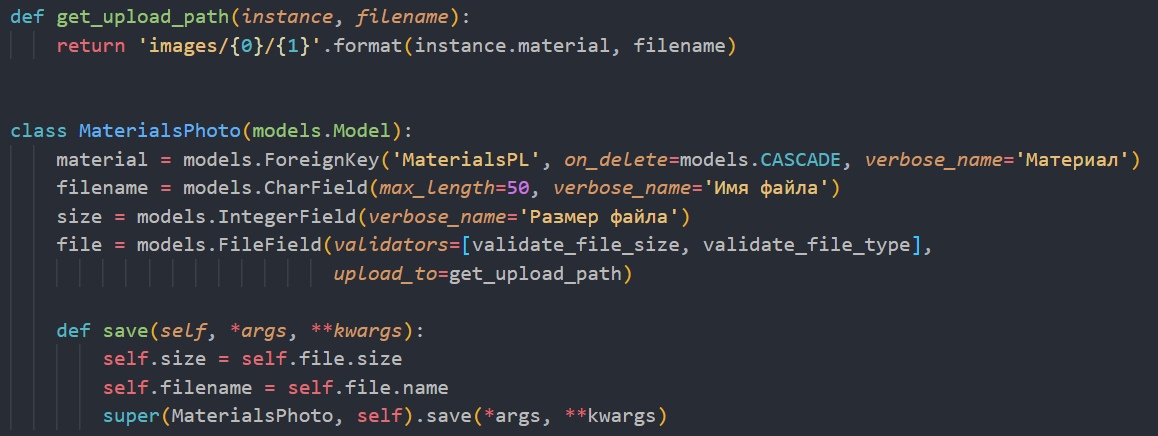 def get_upload_path(instance, filename):
    return 'images/{0}/{1}'.format(instance.material, filename)
class MaterialsPhoto(models.Model):
    material = models.ForeignKey('MaterialsPL', on_delete=models.CASCADE, verbose_name='Материал')
    filename = models.CharField(max_length=50, verbose_name='Имя файла')
    size = models.IntegerField(verbose_name='Размер файла')
    file = models.FileField(validators=[validate_file_size, validate_file_type],
                            upload_to=get_upload_path)
    def save(self, *args, **kwargs):
        self.size = self.file.size
        self.filename = self.file.name
        super(MaterialsPhoto, self).save(*args, **kwargs)